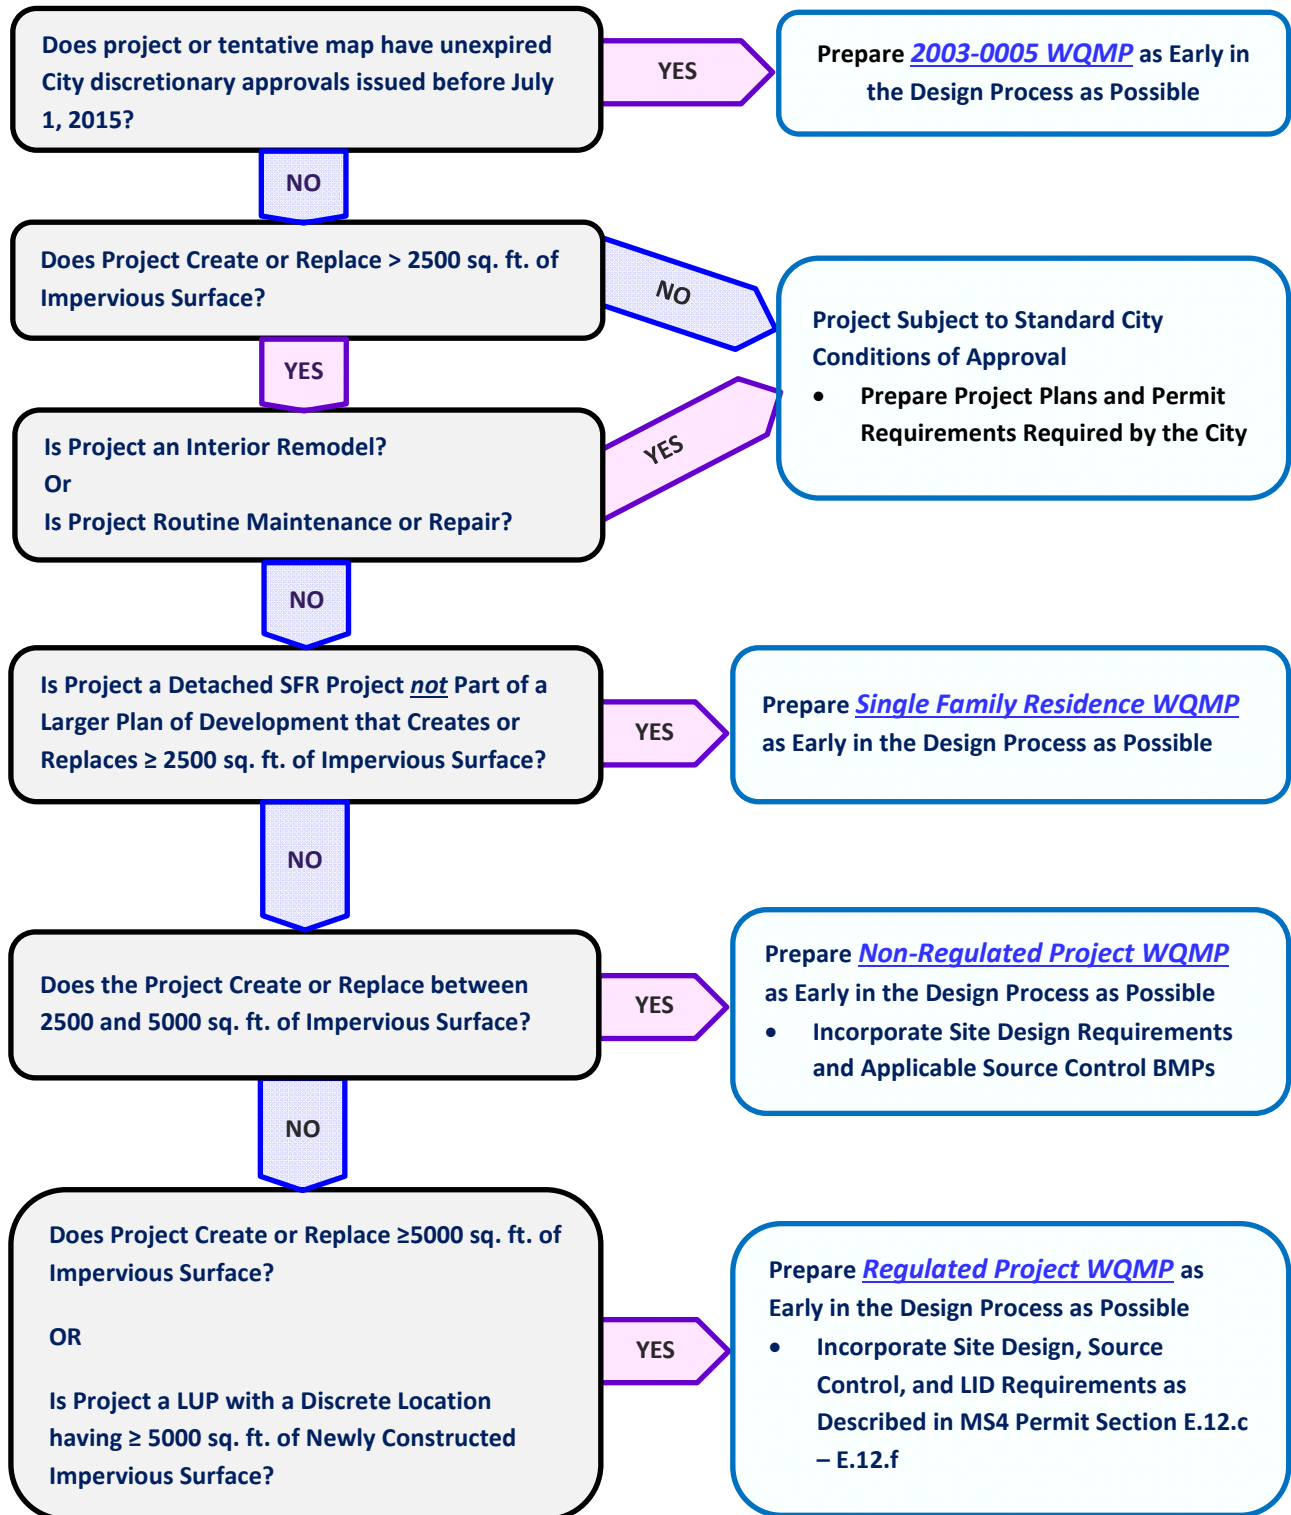 Does project or tentative map have unexpired
City discretionary approvals issued before July
1, 2015?
YES
Prepare 2003-0005 WQMP as Early in
the Design Process as Possible
NO
Does Project Create or Replace > 2500 sq. ft. of
Impervious Surface?
NO
Project Subject to Standard City
Conditions of Approval
• Prepare Project Plans and Permit
Requirements Required by the City
YES
Is Project an Interior Remodel?
Or
Is Project Routine Maintenance or Repair?
YES
NO
Is Project a Detached SFR Project not Part of a
Larger Plan of Development that Creates or
Replaces ≥ 2500 sq. ft. of Impervious Surface?
YES
Prepare Single Family Residence WQMP
as Early in the Design Process as Possible
NO
Does the Project Create or Replace between
2500 and 5000 sq. ft. of Impervious Surface?
YES
Prepare Non-Regulated Project WQMP
as Early in the Design Process as Possible
• Incorporate Site Design Requirements
and Applicable Source Control BMPs
NO
Does Project Create or Replace ≥5000 sq. ft. of
Impervious Surface?
OR
Is Project a LUP with a Discrete Location
having ≥ 5000 sq. ft. of Newly Constructed
Impervious Surface?
YES
Prepare Regulated Project WQMP as
Early in the Design Process as Possible
• Incorporate Site Design, Source
Control, and LID Requirements as
Described in MS4 Permit Section E.12.c
– E.12.f